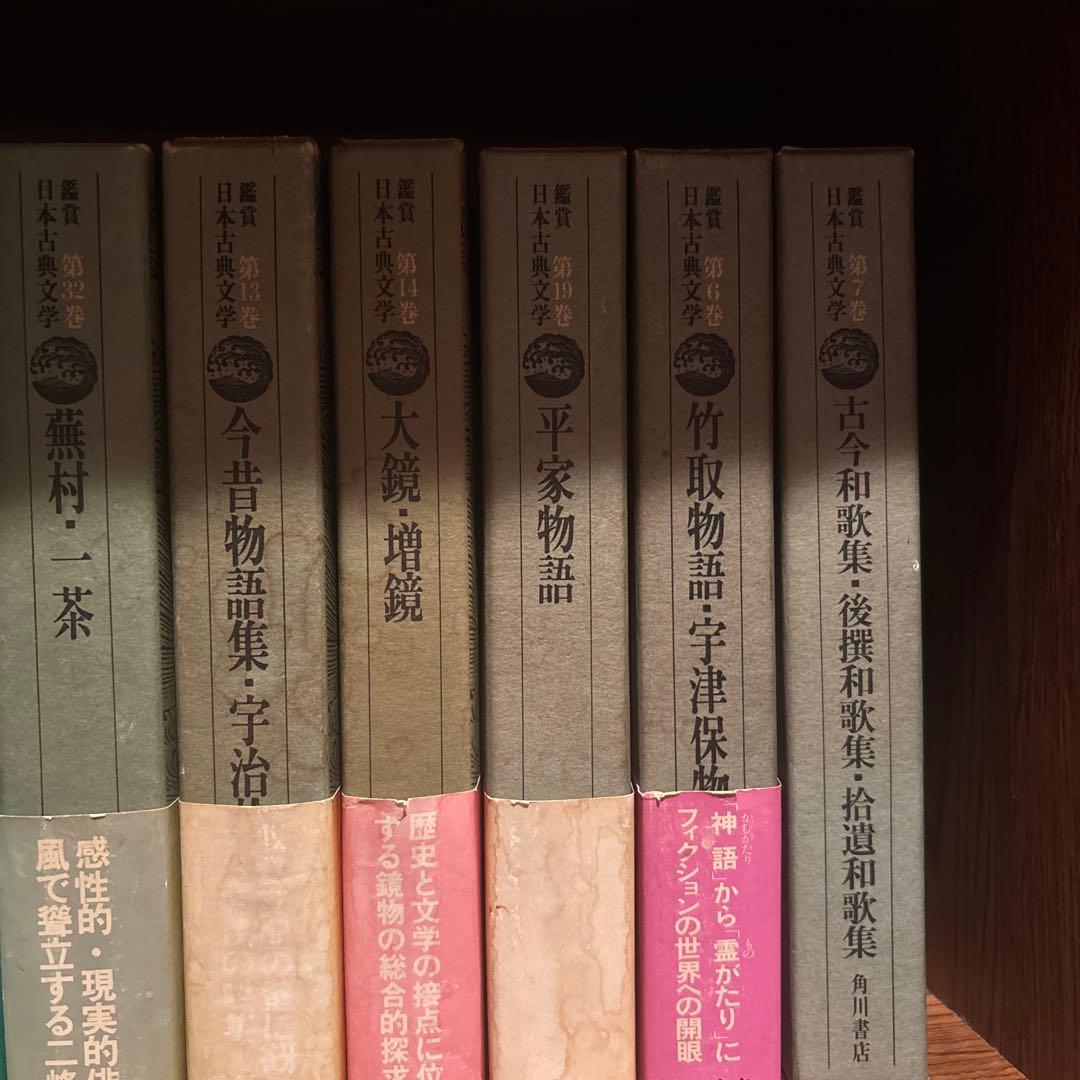 鑑賞
日本古典文学
第32巻
蕪村・一茶
感性的・現実的俳
風で聳立する二
鑑賞
日本古典文学
第13巻
今昔物語集・宇治
鑑賞
日本古典文学
第14巻
大鏡・増鏡
歴史と文学の接点に位
する鏡物の総合的探求
鑑賞
日本古典文学
第19巻
平家物語
鑑賞
日本古典文学
第6巻
竹取物語・宇津保物
「神語」から「霊がたり」に
かむがたり
もの
フィクションの世界への開眼
鑑賞
日本古典文学
第7巻
古今和歌集・後撰和歌集・拾遺和歌集
角川書店